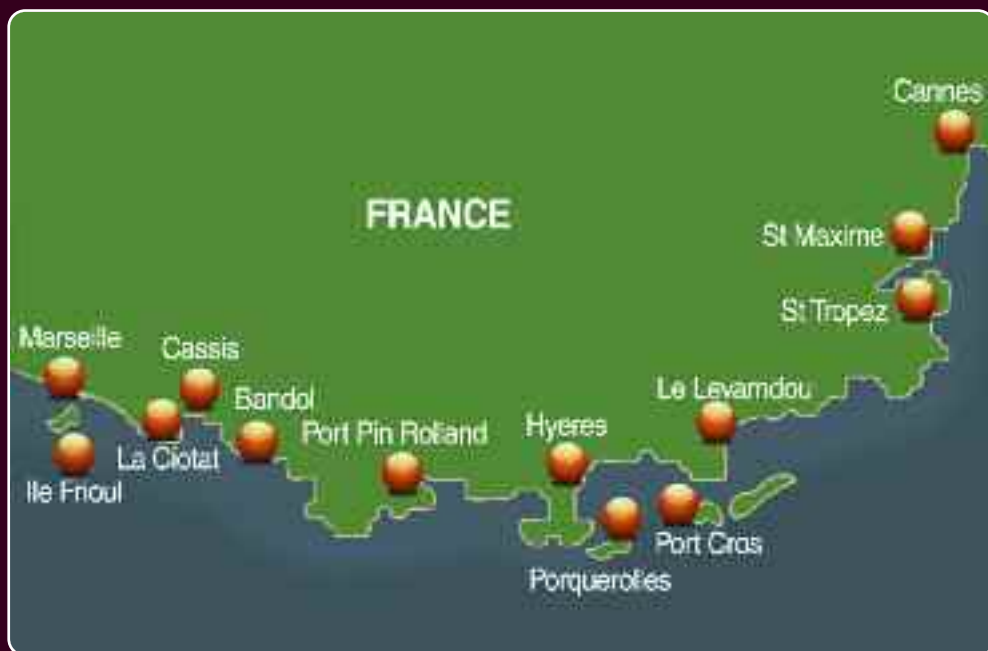 Cannes
FRANCE
St Maxime
St Tropez
Marseille
Cassis
Le Levamdou
Bandol
Hyeres
Port Pin Rolland
La Ciotat
Ile Frioul
Port Cros
Porquerolles